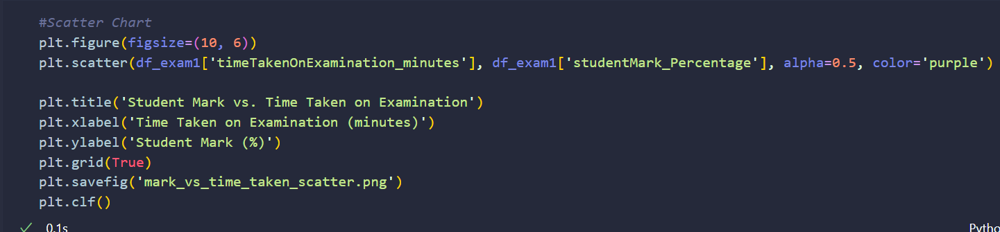 #Scatter Chart
plt.figure(figsize=(10, 6))
plt.scatter(df_exam1['timeTakenOnExamination_minutes'], df_exam1['studentMark_Percentage'], alpha=0.5, color='purple')
plt.title('Student Mark vs. Time Taken on Examination')
plt.xlabel('Time Taken on Examination (minutes)')
plt.ylabel('Student Mark (%)')
plt.grid(True)
plt.savefig('mark_vs_time_taken_scatter.png')
plt.clf()
✓ 0.1s Pytho